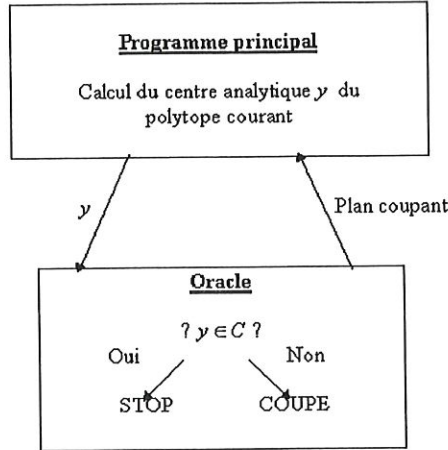 Programme principal
Calcul du centre analytique y du
polytope courant
y
Plan coupant
Oracle
? y ∈ C ?
Oui Non
STOP COUPE